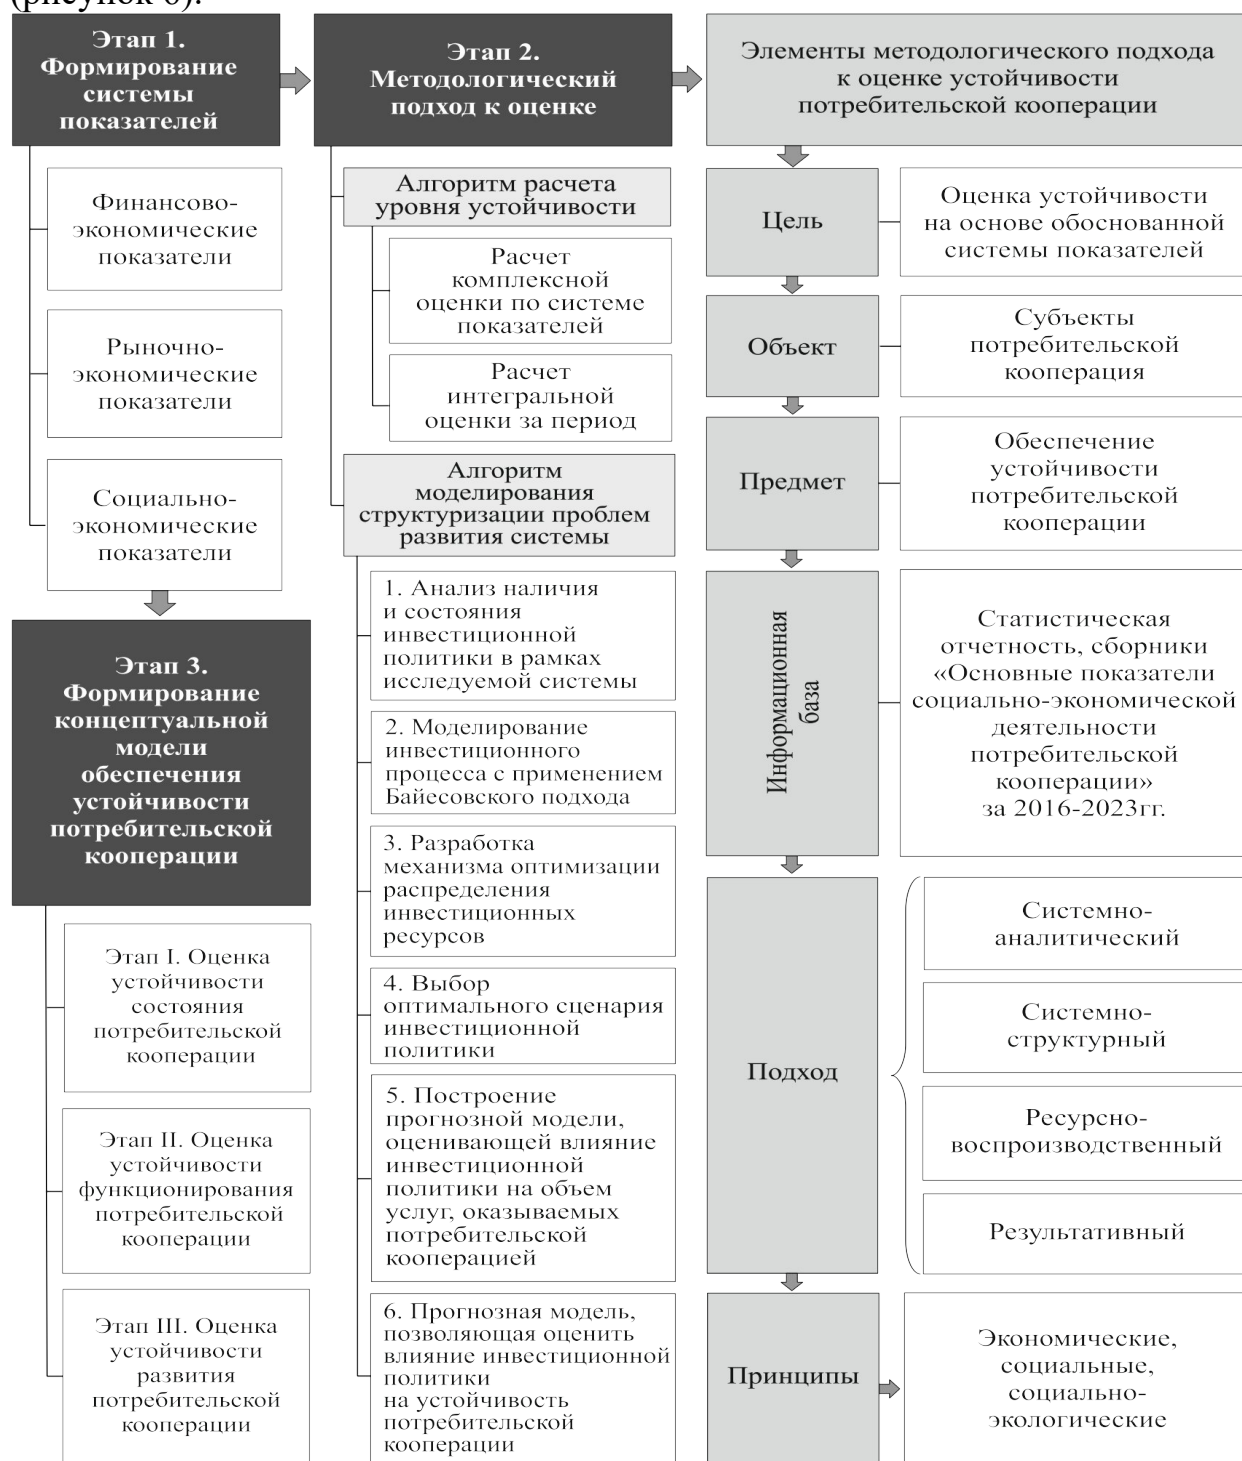 (рисунок 6).
Этап 1.
Формирование
системы
показателей
Финансово-
экономические
показатели
Рыночно-
экономические
показатели
Социально-
экономические
показатели
Этап 3.
Формирование
концептуальной
модели
обеспечения
устойчивости
потребительской
кооперации
Этап I. Оценка
устойчивости
состояния
потребительской
кооперации
Этап II. Оценка
устойчивости
функционирования
потребительской
кооперации
Этап III. Оценка
устойчивости
развития
потребительской
кооперации
Этап 2.
Методологический
подход к оценке
Алгоритм расчета
уровня устойчивости
Расчет
комплексной
оценки по системе
показателей
Расчет
интегральной
оценки за период
Алгоритм
моделирования
структуризации проблем
развития системы
1. Анализ наличия
и состояния
инвестиционной
политики в рамках
исследуемой системы
2. Моделирование
инвестиционного
процесса с применением
Байесовского подхода
3. Разработка
механизма оптимизации
распределения
инвестиционных
ресурсов
4. Выбор
оптимального сценария
инвестиционной
политики
5. Построение
прогнозной модели,
оценивающей влияние
инвестиционной
политики на объем
услуг, оказываемых
потребительской
кооперацией
6. Прогнозная модель,
позволяющая оценить
влияние инвестиционной
политики
на устойчивость
потребительской
кооперации
Элементы методологического подхода
к оценке устойчивости
потребительской кооперации
Цель
Оценка устойчивости
на основе обоснованной
системы показателей
Объект
Субъекты
потребительской
кооперация
Предмет
Обеспечение
устойчивости
потребительской
кооперации
Информационная
база
Статистическая
отчетность, сборники
«Основные показатели
социально-экономической
деятельности
потребительской
кооперации»
за 2016-2023гг.
Подход
Системно-
аналитический
Системно-
структурный
Ресурсно-
воспроизводственный
Результативный
Принципы
Экономические,
социальные,
социально-
экологические